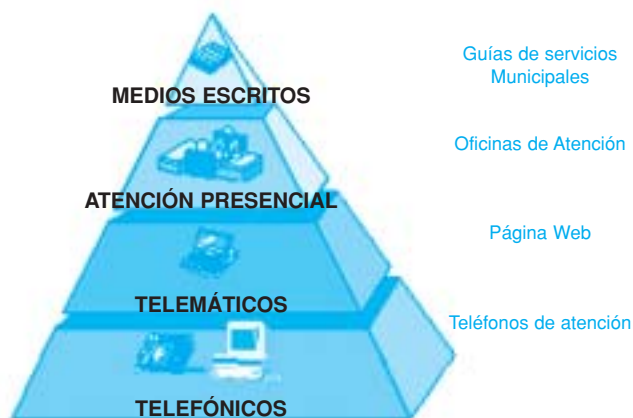 Guías de servicios
Municipales
MEDIOS ESCRITOS
Oficinas de Atención
ATENCIÓN PRESENCIAL
Página Web
TELEMÁTICOS
Teléfonos de atención
TELEFÓNICOS